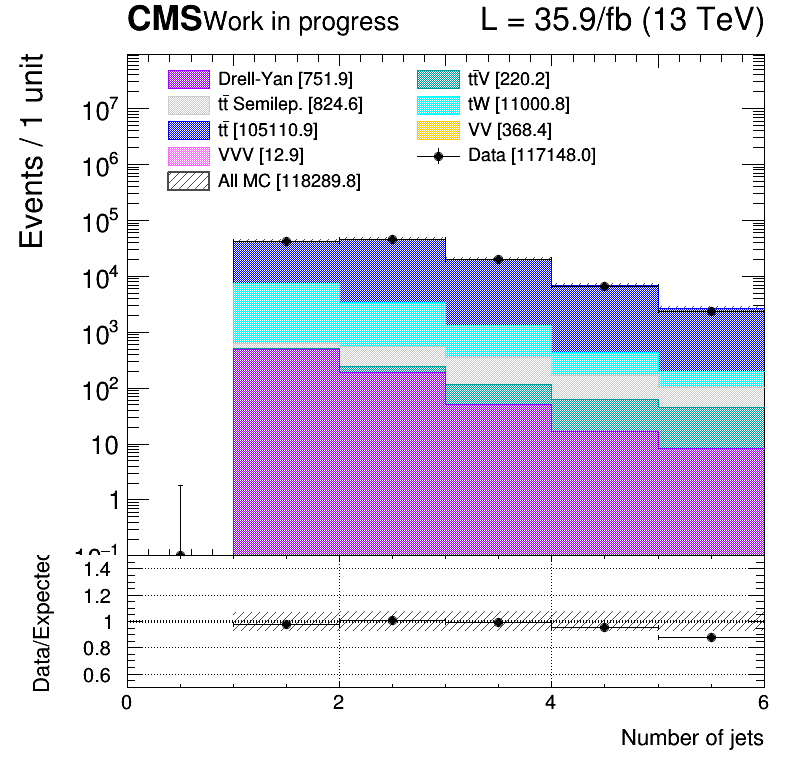 CMS Work in progress L = 35.9/fb (13 TeV)
Events / 1 unit
Drell-Yan [751.9]
tt̄V [220.2]
tt̄ Semilep. [824.6]
tW [11000.8]
tt̄ [105110.9]
VV [368.4]
VVV [12.9]
Data [117148.0]
All MC [118289.8]
10⁷
10⁶
10⁵
10⁴
10³
10²
10
1
10⁻¹
Data/Expected
1.4
1.2
1
0.8
0.6
0 2 4 6
Number of jets